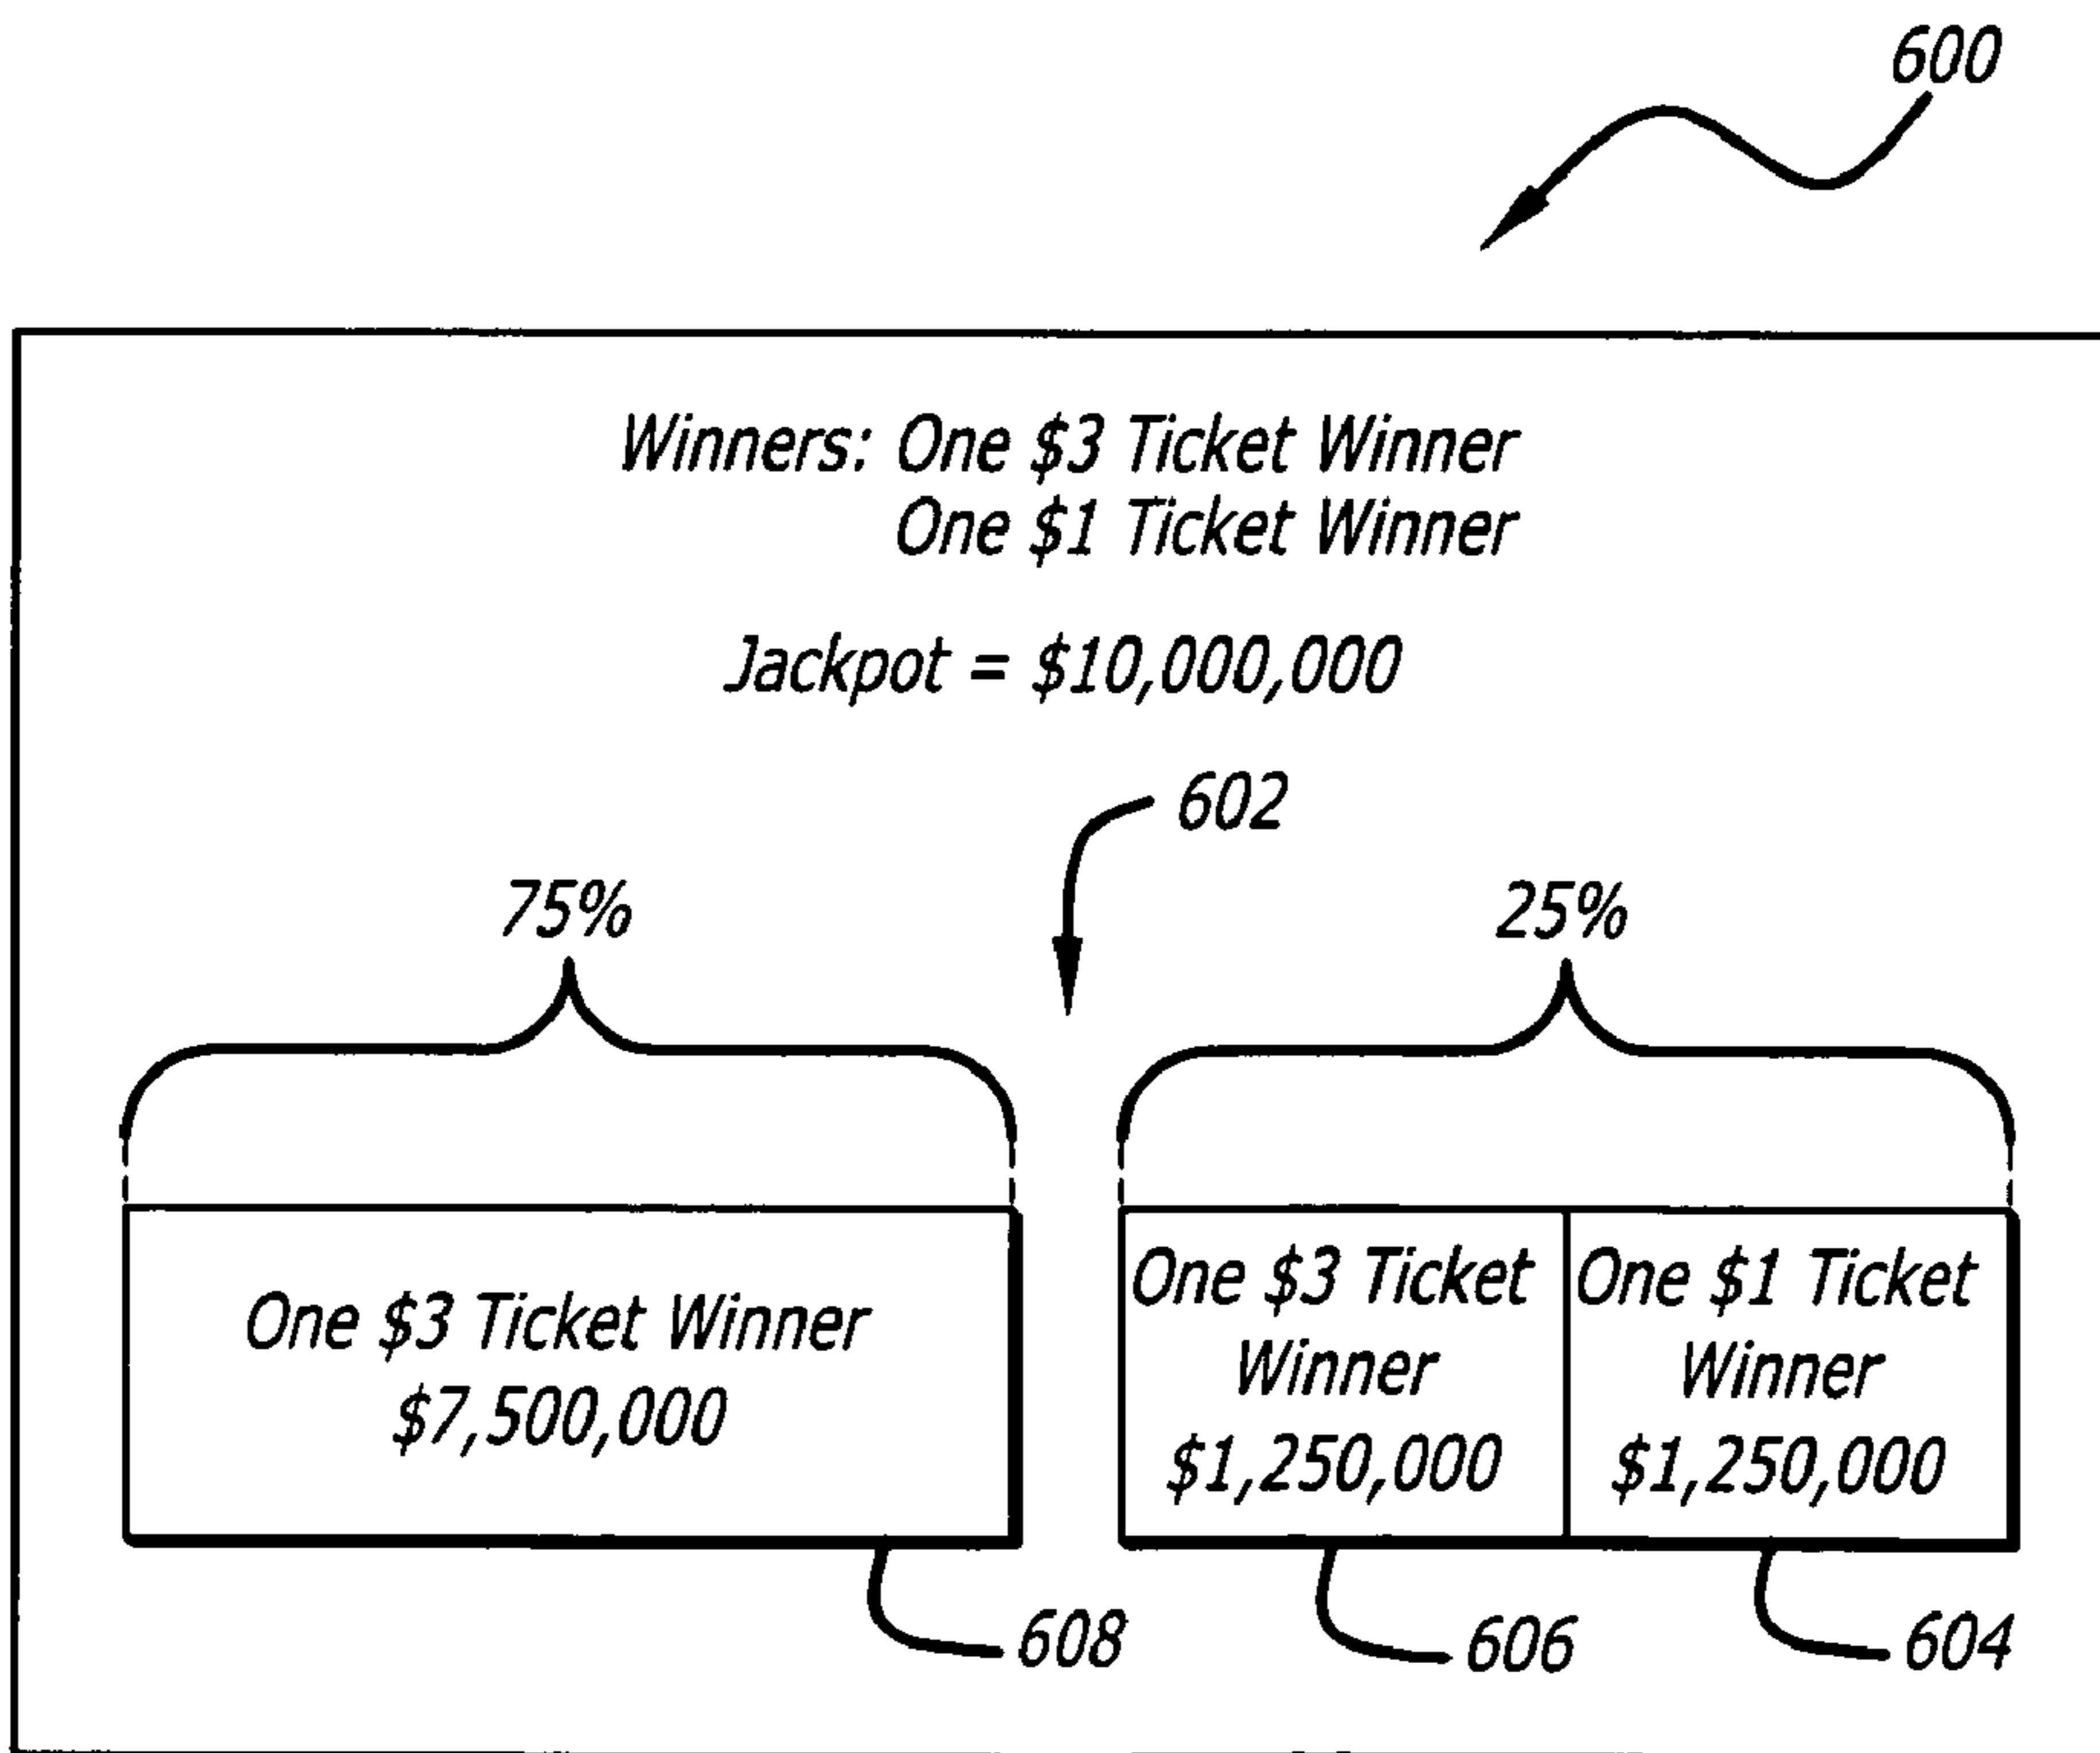 600
Winners: One $3 Ticket Winner
One $1 Ticket Winner
Jackpot = $10,000,000
602
75%
25%
One $3 Ticket Winner
$7,500,000
One $3 Ticket
Winner
$1,250,000
One $1 Ticket
Winner
$1,250,000
608
606
604